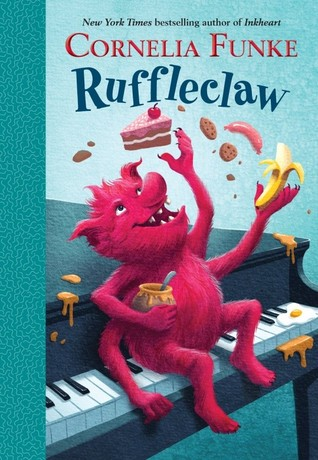 New York Times bestselling author of Inkheart
CORNELIA FUNKE
Ruffleclaw